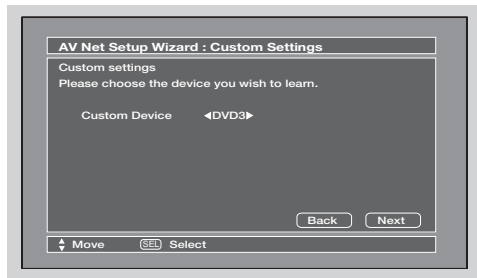 AV Net Setup Wizard : Custom Settings
Custom settings
Please choose the device you wish to learn.
Custom Device ◀DVD3▶
Back Next
Move SEL Select